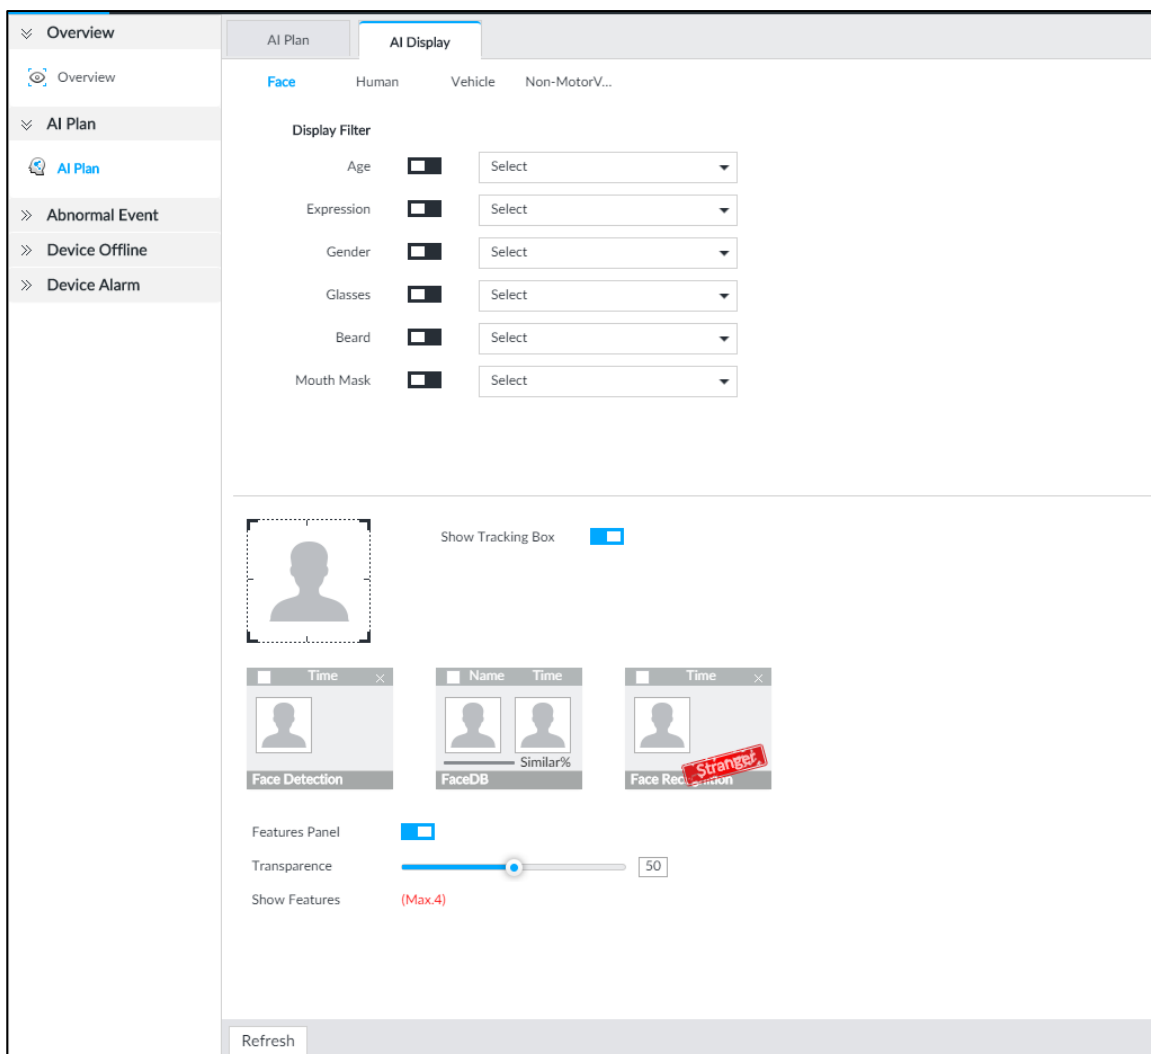 Overview
Overview
AI Plan
AI Plan
Abnormal Event
Device Offline
Device Alarm
AI Plan
AI Display
Face Human Vehicle Non-MotorV...
Display Filter
Age Select
Expression Select
Gender Select
Glasses Select
Beard Select
Mouth Mask Select
Show Tracking Box
Time
Face Detection
Name Time
Similar%
FaceDB
Time
Stranger
Face Recognition
Features Panel
Transparence 50
Show Features (Max.4)
Refresh